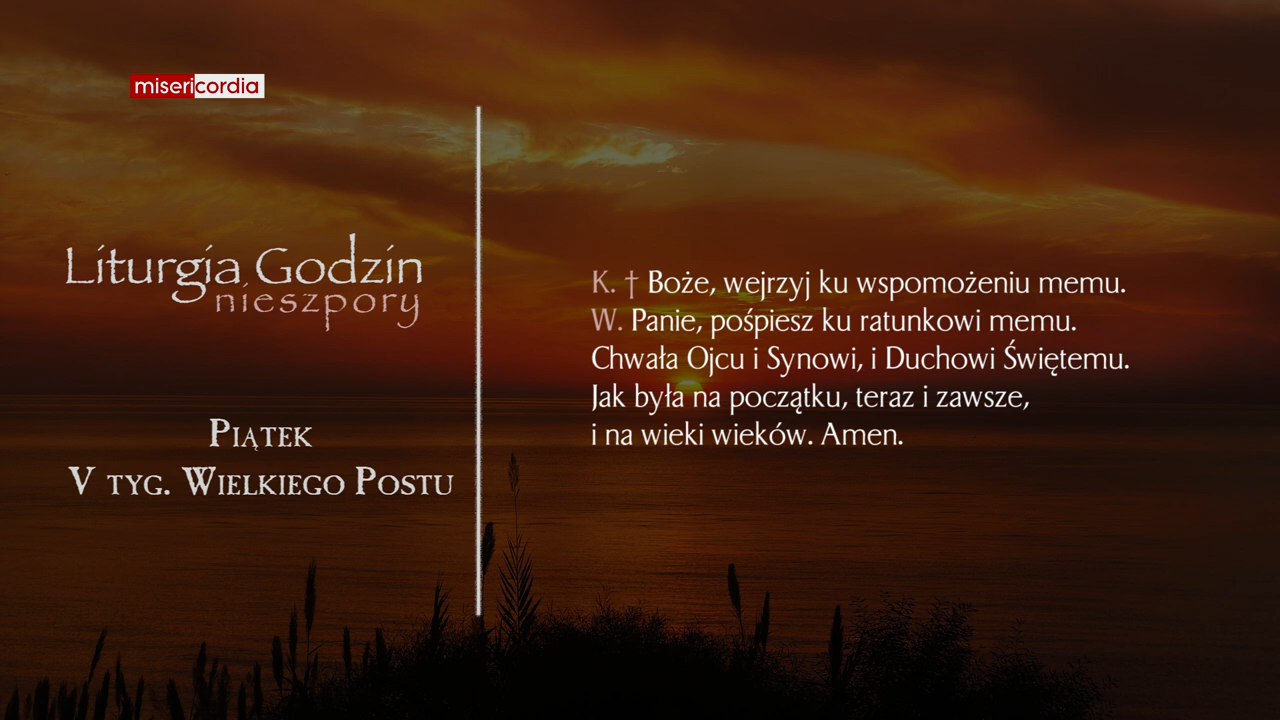 misericordia
Liturgia Godzin
nieszpory
Piątek
V tyg. Wielkiego Postu
K. † Boże, wejrzyj ku wspomożeniu memu.
W. Panie, pośpiesz ku ratunkowi memu.
Chwała Ojcu i Synowi, i Duchowi Świętemu.
Jak była na początku, teraz i zawsze,
i na wieki wieków. Amen.